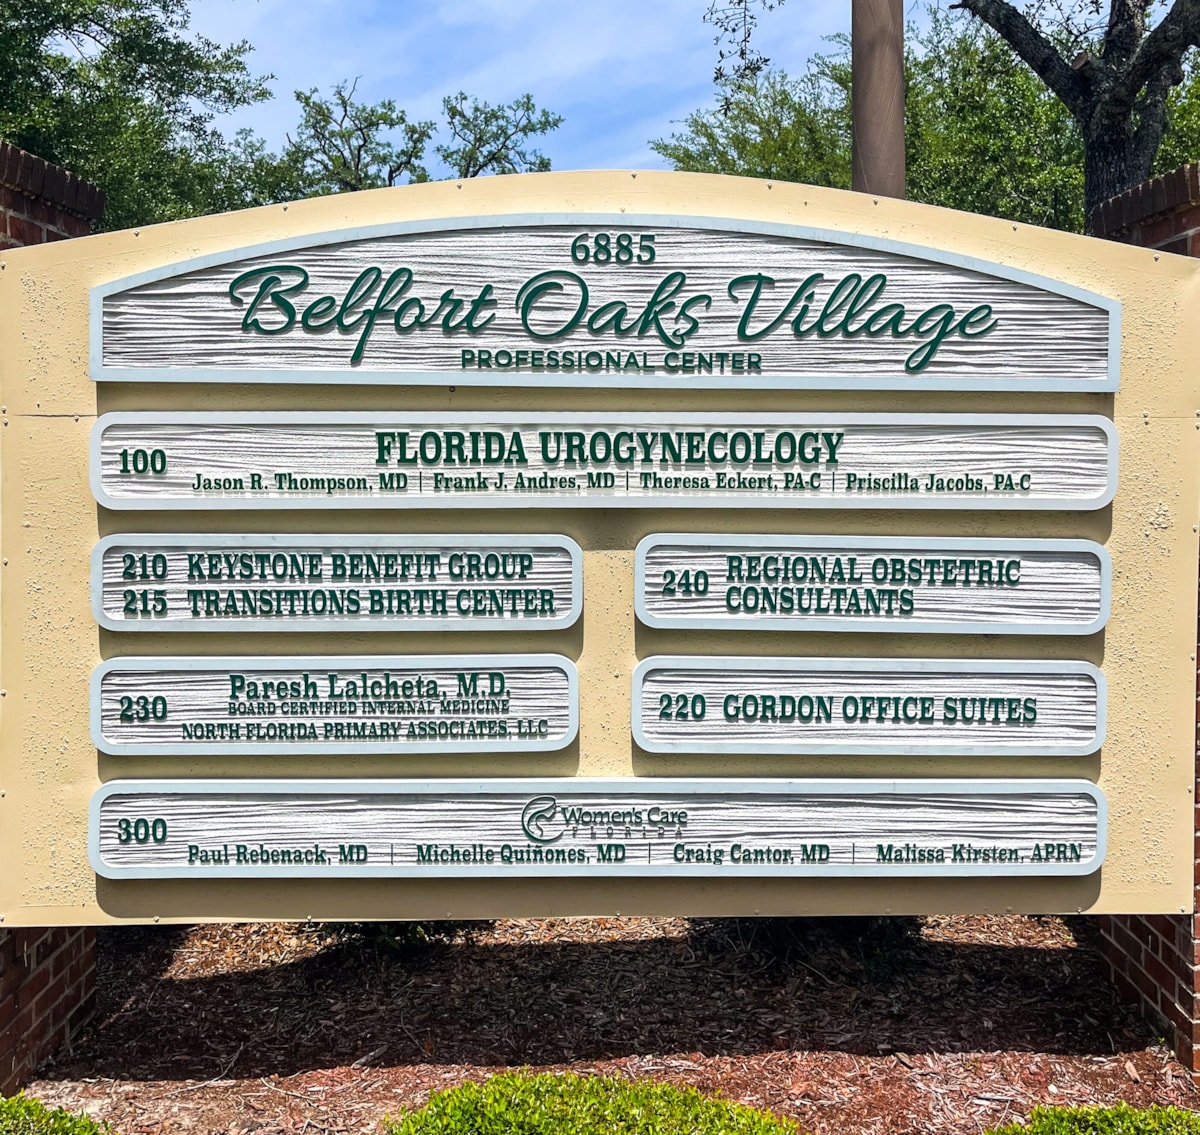 6885
Belfort Oaks Village
PROFESSIONAL CENTER
100
FLORIDA UROGYNECOLOGY
Jason R. Thompson, MD | Frank J. Andres, MD | Theresa Eckert, PA-C | Priscilla Jacobs, PA-C
210 KEYSTONE BENEFIT GROUP
215 TRANSITIONS BIRTH CENTER
240 REGIONAL OBSTETRIC
CONSULTANTS
230
Paresh Lalcheta, M.D.
BOARD CERTIFIED INTERNAL MEDICINE
NORTH FLORIDA PRIMARY ASSOCIATES, LLC
220 GORDON OFFICE SUITES
300
Women's Care
FLORIDA
Paul Rebenack, MD | Michelle Quiñones, MD | Craig Cantor, MD | Malissa Kirsten, APRN